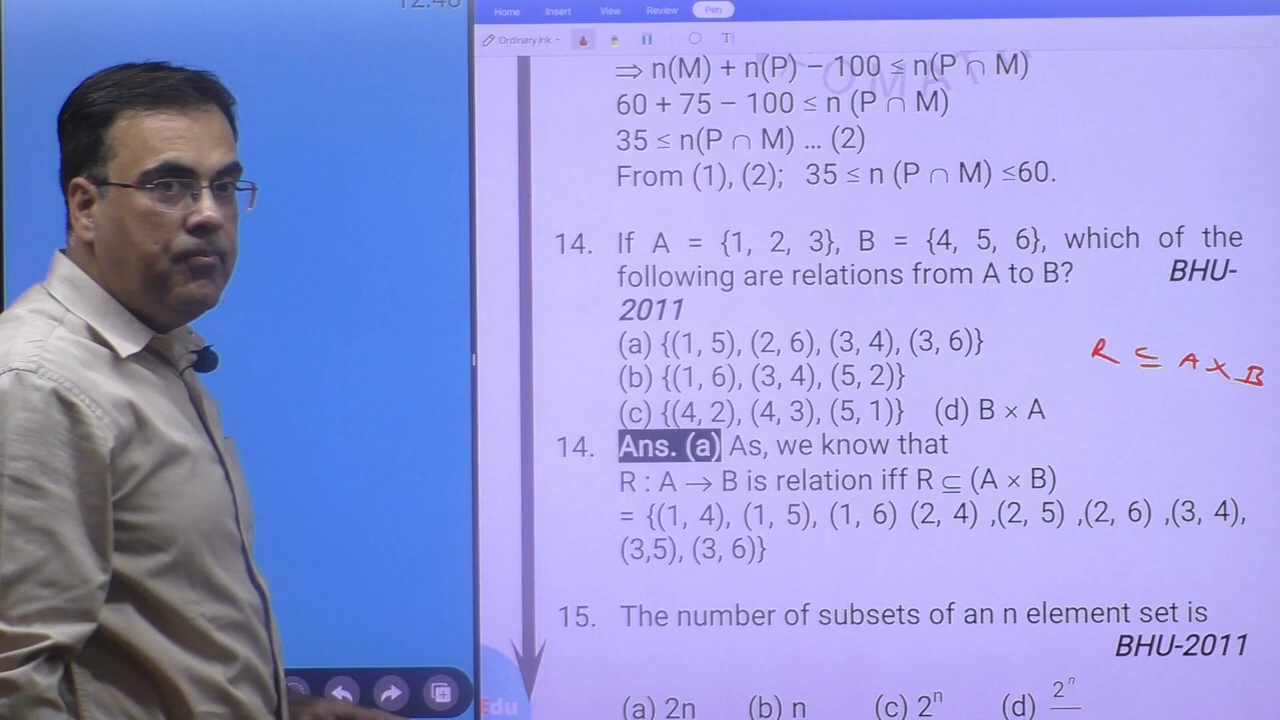 12:46
Home Insert View Review Pen
Ordinary Ink T
⇒ n(M) + n(P) − 100 ≤ n(P ∩ M)
60 + 75 − 100 ≤ n (P ∩ M)
35 ≤ n(P ∩ M) ... (2)
From (1), (2); 35 ≤ n (P ∩ M) ≤60.
14. If A = {1, 2, 3}, B = {4, 5, 6}, which of the
following are relations from A to B? BHU-
2011
(a) {(1, 5), (2, 6), (3, 4), (3, 6)}
(b) {(1, 6), (3, 4), (5, 2)}
R ⊆ A × B
(c) {(4, 2), (4, 3), (5, 1)} (d) B × A
14. Ans. (a) As, we know that
R : A → B is relation iff R ⊆ (A × B)
= {(1, 4), (1, 5), (1, 6) (2, 4) ,(2, 5) ,(2, 6) ,(3, 4),
(3,5), (3, 6)}
15. The number of subsets of an n element set is
BHU-2011
(a) 2n (b) n (c) 2ⁿ (d) 2ⁿ
Edu